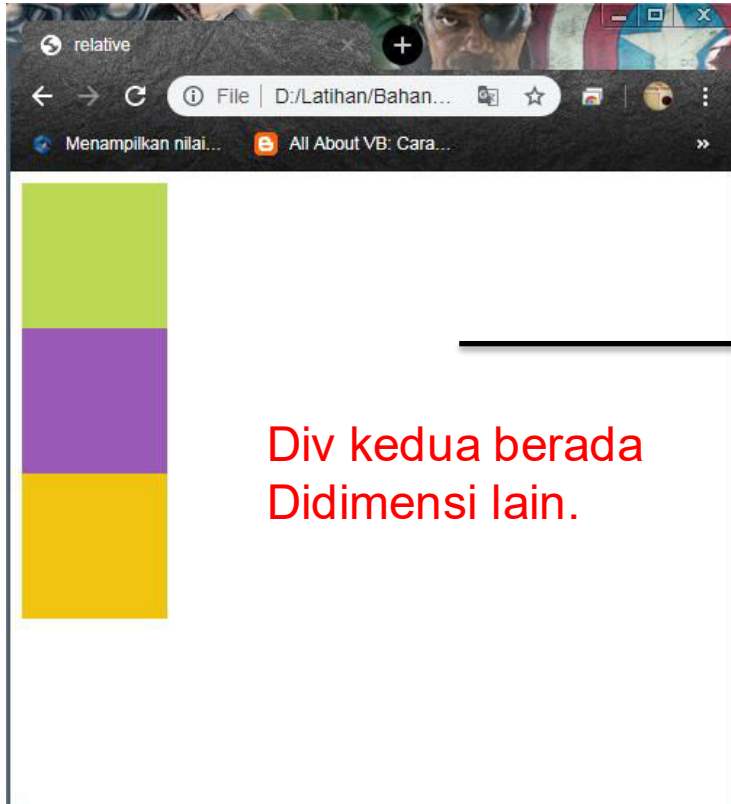 relative
File | D:/Latihan/Bahan...
Menampilkan nilai...
All About VB: Cara...
Div kedua berada
Didimensi lain.